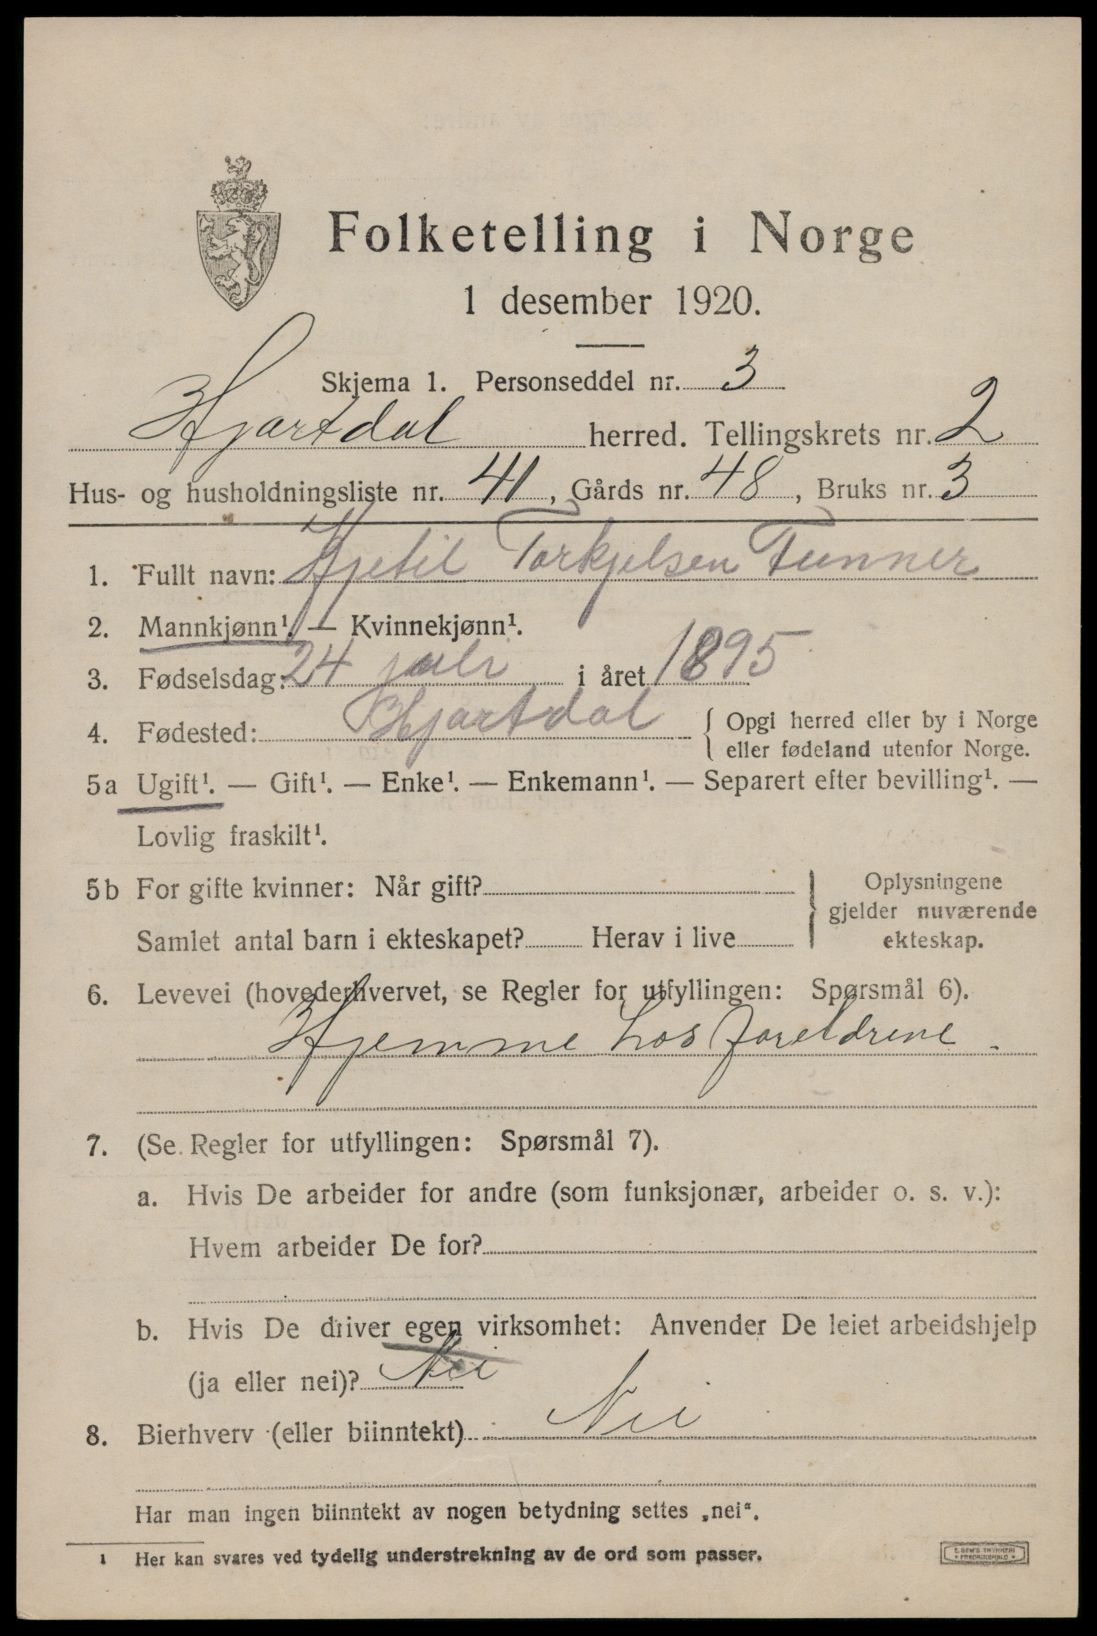 Folketelling i Norge
1 desember 1920.
Skjema 1. Personseddel nr. 3
Hjartdal herred. Tellingskrets nr. 2
Hus- og husholdningsliste nr. 41, Gårds nr. 48, Bruks nr. 3
1. Fullt navn: Kjetil Torkjelsen Funner
2. Mannkjønn¹. — Kvinnekjønn¹.
3. Fødselsdag: 24 juli i året 1895
4. Fødested: Hjartdal { Opgi herred eller by i Norge
eller fødeland utenfor Norge.
5a Ugift¹. — Gift¹. — Enke¹. — Enkemann¹. — Separert efter bevilling¹. —
Lovlig fraskilt¹.
5b For gifte kvinner: Når gift? } Oplysningene
gjelder nuværende
Samlet antal barn i ekteskapet? Herav i live ekteskap.
6. Levevei (hovederhvervet, se Regler for utfyllingen: Spørsmål 6).
Hjemme hos foreldrene.
7. (Se Regler for utfyllingen: Spørsmål 7).
a. Hvis De arbeider for andre (som funksjonær, arbeider o. s. v.):
Hvem arbeider De for?
b. Hvis De driver egen virksomhet: Anvender De leiet arbeidshjelp
(ja eller nei)? Nei
8. Bierhverv (eller biinntekt) Nei
Har man ingen biinntekt av nogen betydning settes „nei“.
¹ Her kan svares ved tydelig understrekning av de ord som passer.
E. SEM'S TRYKKERI
• FREDRIKSHALD •